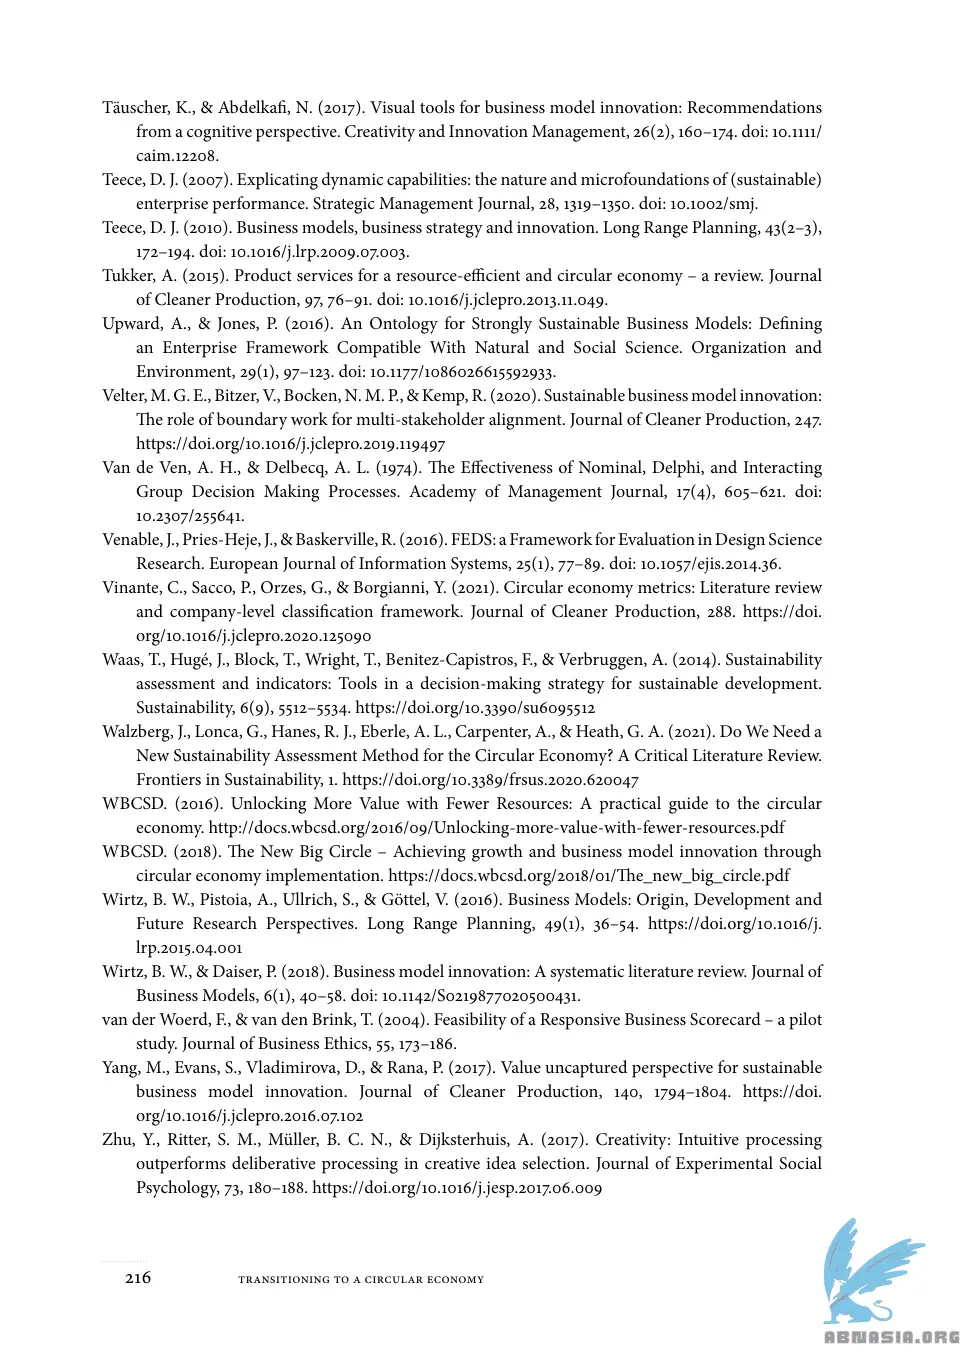 Täuscher, K., & Abdelkafi, N. (2017). Visual tools for business model innovation: Recommendations
from a cognitive perspective. Creativity and Innovation Management, 26(2), 160–174. doi: 10.1111/
caim.12208.
Teece, D. J. (2007). Explicating dynamic capabilities: the nature and microfoundations of (sustainable)
enterprise performance. Strategic Management Journal, 28, 1319–1350. doi: 10.1002/smj.
Teece, D. J. (2010). Business models, business strategy and innovation. Long Range Planning, 43(2–3),
172–194. doi: 10.1016/j.lrp.2009.07.003.
Tukker, A. (2015). Product services for a resource-efficient and circular economy – a review. Journal
of Cleaner Production, 97, 76–91. doi: 10.1016/j.jclepro.2013.11.049.
Upward, A., & Jones, P. (2016). An Ontology for Strongly Sustainable Business Models: Defining
an Enterprise Framework Compatible With Natural and Social Science. Organization and
Environment, 29(1), 97–123. doi: 10.1177/1086026615592933.
Velter, M. G. E., Bitzer, V., Bocken, N. M. P., & Kemp, R. (2020). Sustainable business model innovation:
The role of boundary work for multi-stakeholder alignment. Journal of Cleaner Production, 247.
https://doi.org/10.1016/j.jclepro.2019.119497
Van de Ven, A. H., & Delbecq, A. L. (1974). The Effectiveness of Nominal, Delphi, and Interacting
Group Decision Making Processes. Academy of Management Journal, 17(4), 605–621. doi:
10.2307/255641.
Venable, J., Pries-Heje, J., & Baskerville, R. (2016). FEDS: a Framework for Evaluation in Design Science
Research. European Journal of Information Systems, 25(1), 77–89. doi: 10.1057/ejis.2014.36.
Vinante, C., Sacco, P., Orzes, G., & Borgianni, Y. (2021). Circular economy metrics: Literature review
and company-level classification framework. Journal of Cleaner Production, 288. https://doi.
org/10.1016/j.jclepro.2020.125090
Waas, T., Hugé, J., Block, T., Wright, T., Benitez-Capistros, F., & Verbruggen, A. (2014). Sustainability
assessment and indicators: Tools in a decision-making strategy for sustainable development.
Sustainability, 6(9), 5512–5534. https://doi.org/10.3390/su6095512
Walzberg, J., Lonca, G., Hanes, R. J., Eberle, A. L., Carpenter, A., & Heath, G. A. (2021). Do We Need a
New Sustainability Assessment Method for the Circular Economy? A Critical Literature Review.
Frontiers in Sustainability, 1. https://doi.org/10.3389/frsus.2020.620047
WBCSD. (2016). Unlocking More Value with Fewer Resources: A practical guide to the circular
economy. http://docs.wbcsd.org/2016/09/Unlocking-more-value-with-fewer-resources.pdf
WBCSD. (2018). The New Big Circle – Achieving growth and business model innovation through
circular economy implementation. https://docs.wbcsd.org/2018/01/The_new_big_circle.pdf
Wirtz, B. W., Pistoia, A., Ullrich, S., & Göttel, V. (2016). Business Models: Origin, Development and
Future Research Perspectives. Long Range Planning, 49(1), 36–54. https://doi.org/10.1016/j.
lrp.2015.04.001
Wirtz, B. W., & Daiser, P. (2018). Business model innovation: A systematic literature review. Journal of
Business Models, 6(1), 40–58. doi: 10.1142/S0219877020500431.
van der Woerd, F., & van den Brink, T. (2004). Feasibility of a Responsive Business Scorecard – a pilot
study. Journal of Business Ethics, 55, 173–186.
Yang, M., Evans, S., Vladimirova, D., & Rana, P. (2017). Value uncaptured perspective for sustainable
business model innovation. Journal of Cleaner Production, 140, 1794–1804. https://doi.
org/10.1016/j.jclepro.2016.07.102
Zhu, Y., Ritter, S. M., Müller, B. C. N., & Dijksterhuis, A. (2017). Creativity: Intuitive processing
outperforms deliberative processing in creative idea selection. Journal of Experimental Social
Psychology, 73, 180–188. https://doi.org/10.1016/j.jesp.2017.06.009
216 TRANSITIONING TO A CIRCULAR ECONOMY
ABNASIA.ORG